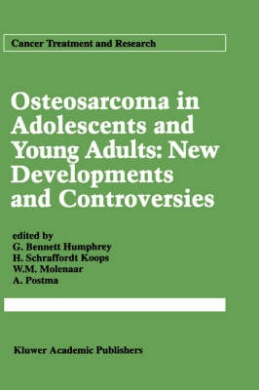 Cancer Treatment and Research
Osteosarcoma in
Adolescents and
Young Adults: New
Developments
and Controversies
edited by
G. Bennett Humphrey
H. Schraffordt Koops
W.M. Molenaar
A. Postma
Kluwer Academic Publishers